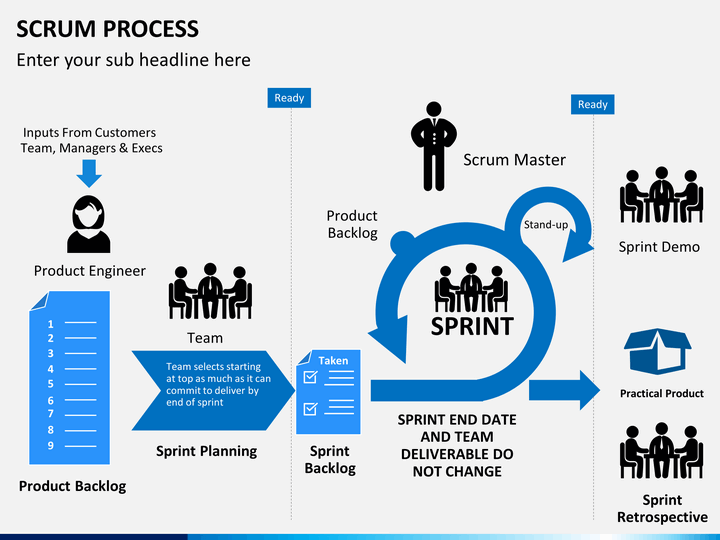 SCRUM PROCESS
Enter your sub headline here
Ready
Ready
Inputs From Customers
Team, Managers & Execs
Product Engineer
1
2
3
4
5
6
7
8
9
Product Backlog
Team
Team selects starting
at top as much as it can
commit to deliver by
end of sprint
Sprint Planning
Taken
Sprint
Backlog
Scrum Master
Product
Backlog
Stand-up
SPRINT
SPRINT END DATE
AND TEAM
DELIVERABLE DO
NOT CHANGE
Sprint Demo
Practical Product
Sprint
Retrospective